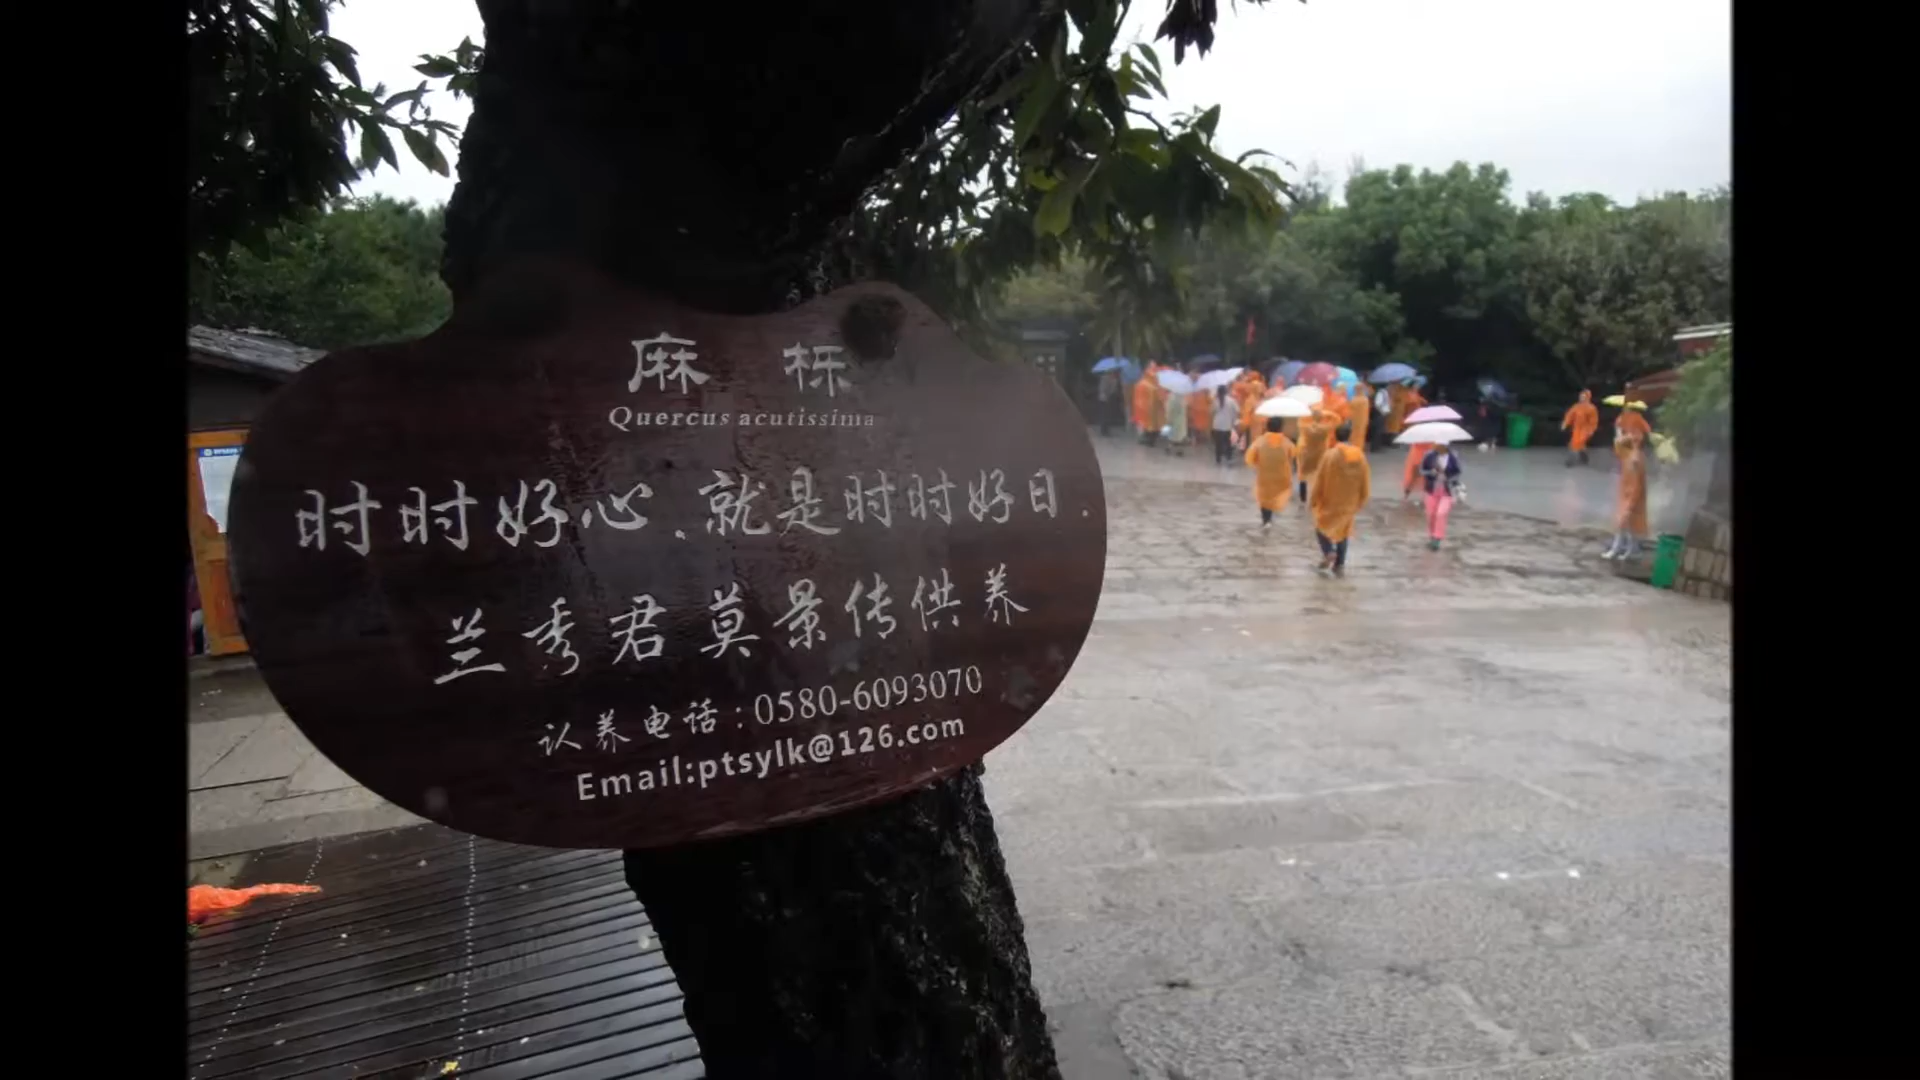 麻栎
Quercus acutissima
时时好心.就是时时好日.
兰秀君莫景传供养
认养电话:0580-6093070
Email:ptsylk@126.com